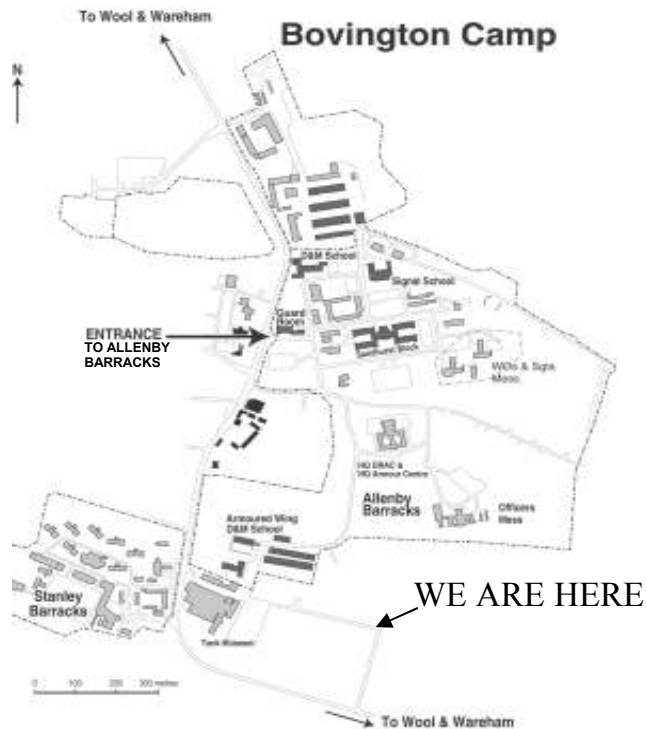 To Wool & Wareham
Bovington Camp
N
D&M School
Signal School
Guard
Room
ENTRANCE
TO ALLENBY
BARRACKS
Block
WO's & Sgts
Mess
HQ DRAC &
HQ Armour Centre
Allenby
Barracks
Officers
Mess
Armoured Wing
D&M School
Stanley
Barracks
WE ARE HERE
Tank Museum
0 100 200 300 metres
To Wool & Wareham